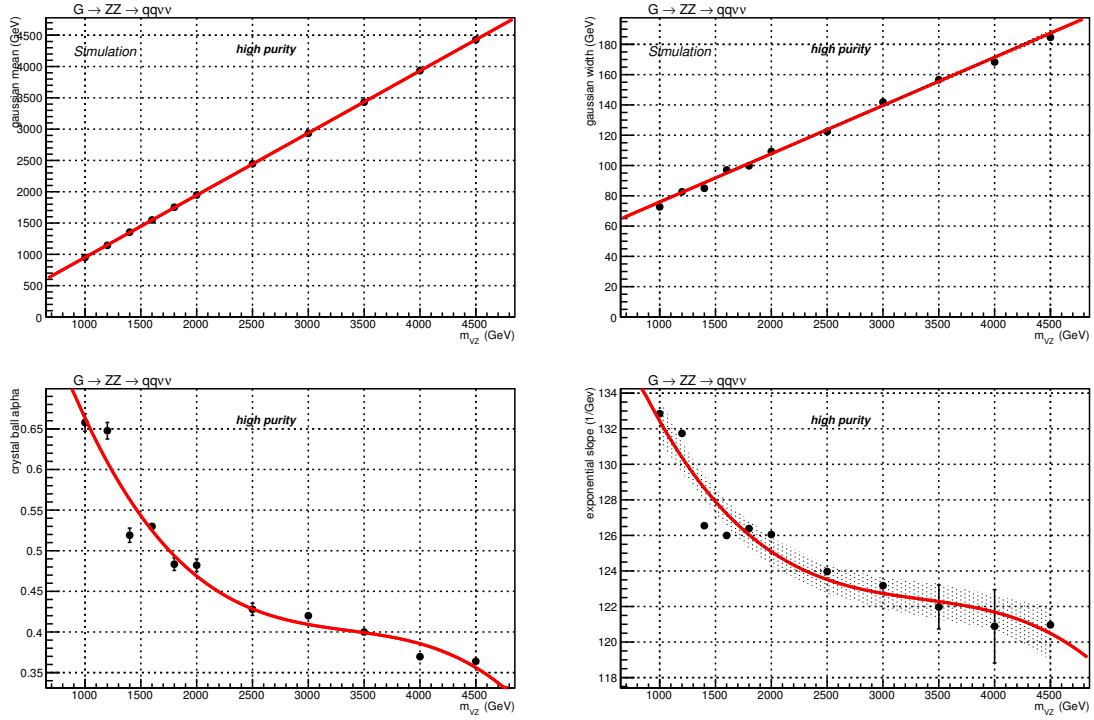 G → ZZ → qqνν
gaussian mean (GeV)
Simulation
high purity
4500
4000
3500
3000
2500
2000
1500
1000
500
0
1000 1500 2000 2500 3000 3500 4000 4500
m_VZ (GeV)
G → ZZ → qqνν
gaussian width (GeV)
Simulation
high purity
180
160
140
120
100
80
60
40
20
0
1000 1500 2000 2500 3000 3500 4000 4500
m_VZ (GeV)
G → ZZ → qqνν
crystal ball alpha
high purity
0.65
0.6
0.55
0.5
0.45
0.4
0.35
1000 1500 2000 2500 3000 3500 4000 4500
m_VZ (GeV)
G → ZZ → qqνν
exponential slope (1/Gev)
high purity
134
132
130
128
126
124
122
120
118
1000 1500 2000 2500 3000 3500 4000 4500
m_VZ (GeV)